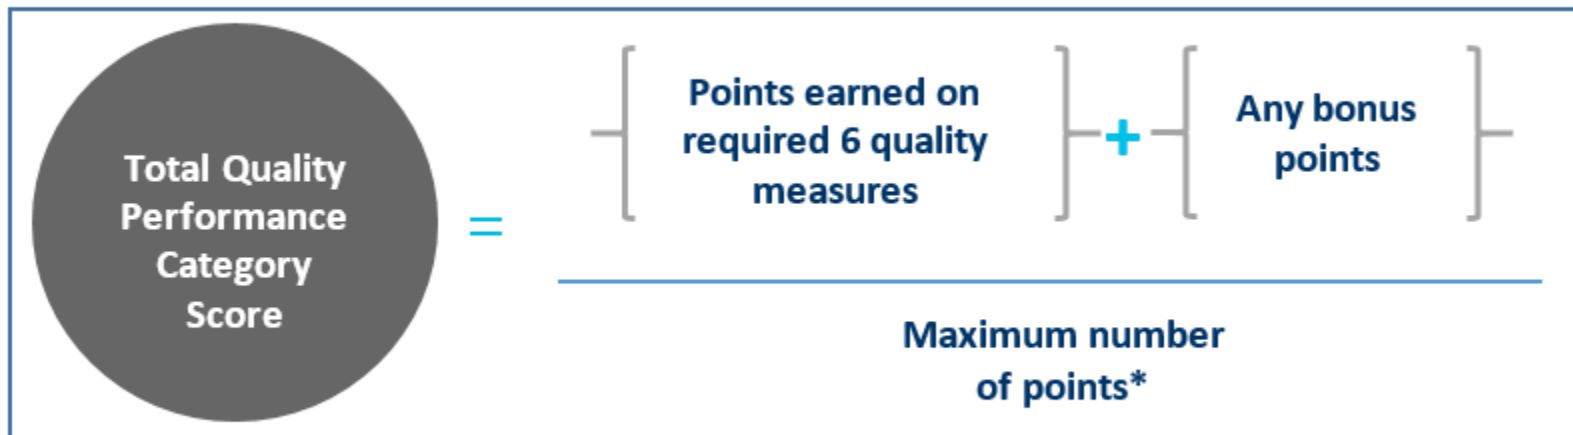 Total Quality
Performance
Category
Score
=
Points earned on
required 6 quality
measures
+
Any bonus
points
Maximum number
of points*